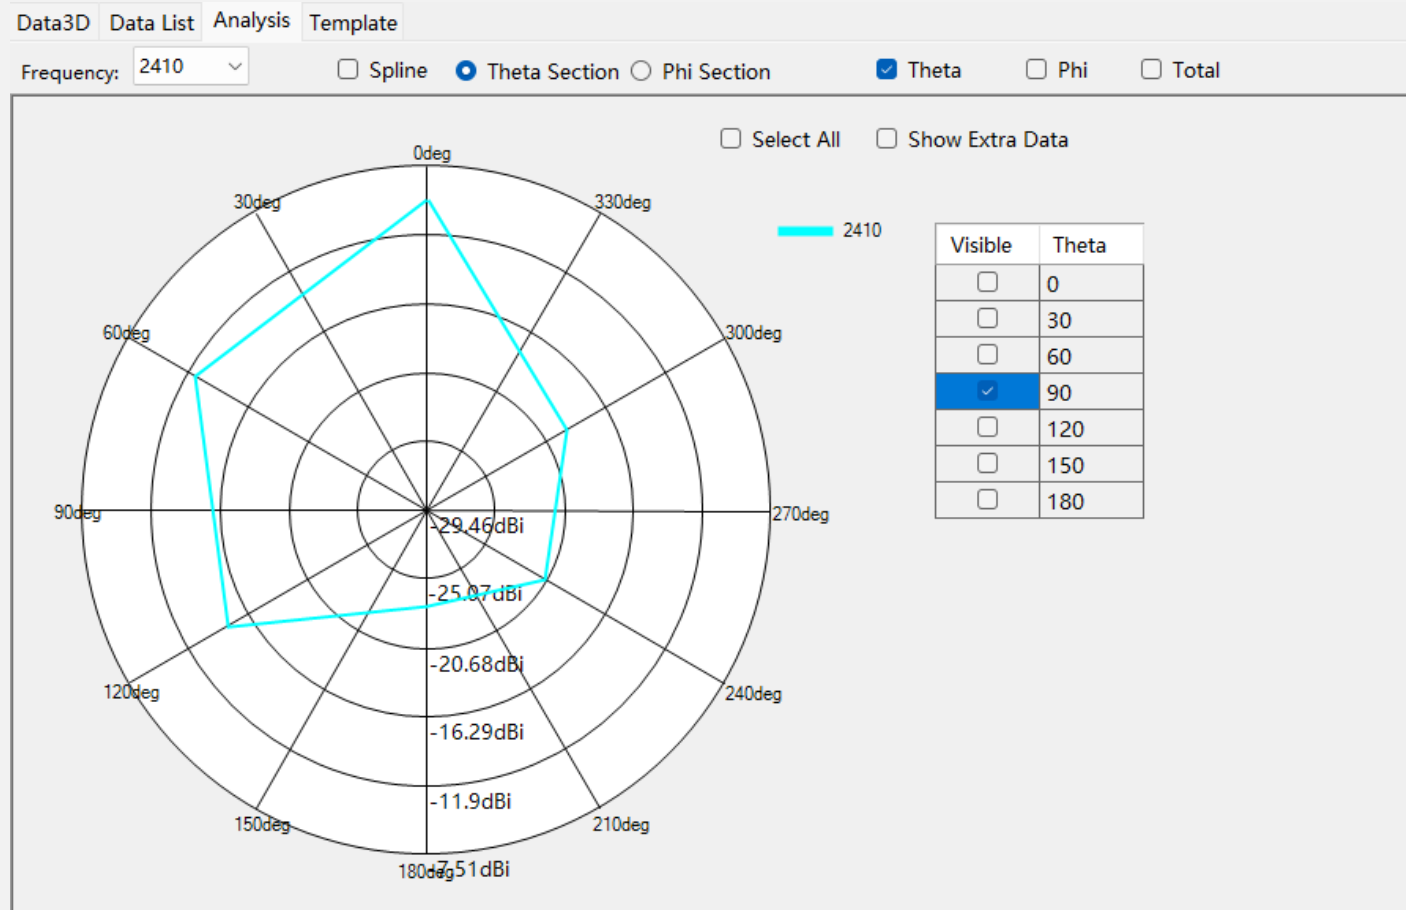 Data3D Data List Analysis Template
Frequency: 2410 Spline Theta Section Phi Section Theta Phi Total
Select All Show Extra Data
0deg
30deg 330deg
2410
Visible Theta
0
30
60deg 300deg
60
90
120
150
180
90deg 270deg
-29.46dBi
-25.07dBi
-20.68dBi
120deg 240deg
-16.29dBi
-11.9dBi
150deg 210deg
180deg -7.51dBi